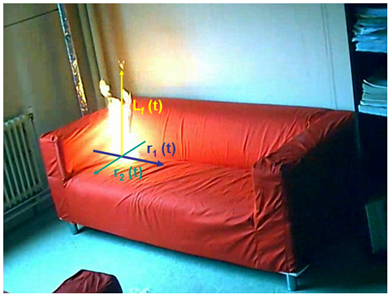 L_f (t)
r_1 (t)
r_2 (t)